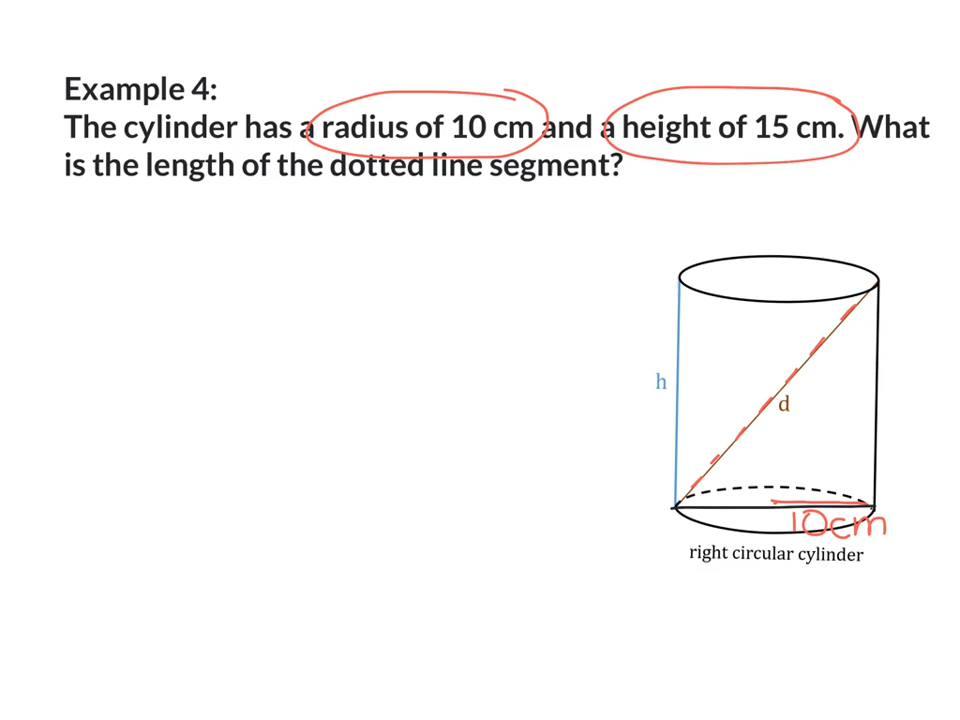 Example 4:
The cylinder has a radius of 10 cm and a height of 15 cm. What
is the length of the dotted line segment?
h
d
10cm
right circular cylinder